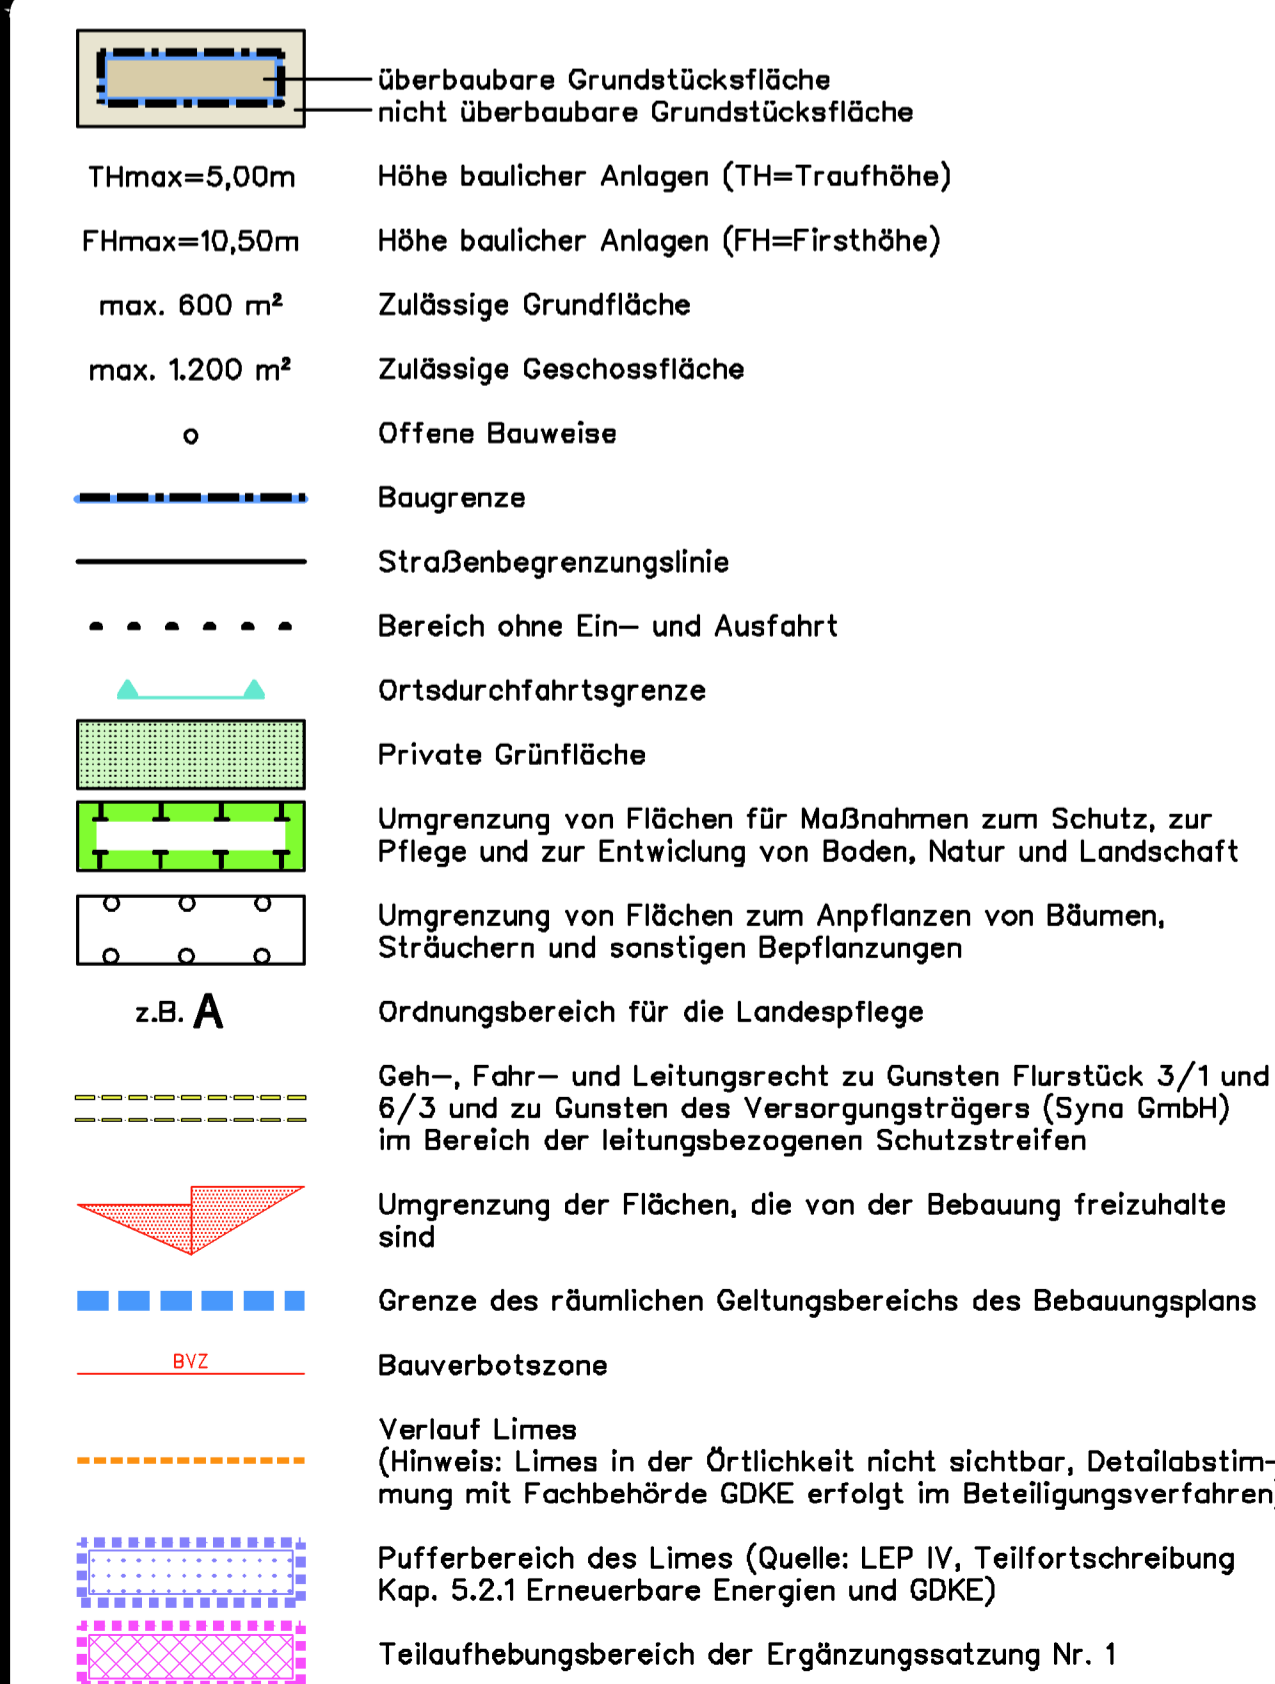 überbaubare Grundstücksfläche
nicht überbaubare Grundstücksfläche
THmax=5,00m Höhe baulicher Anlagen (TH=Traufhöhe)
FHmax=10,50m Höhe baulicher Anlagen (FH=Firsthöhe)
max. 600 m² Zulässige Grundfläche
max. 1.200 m² Zulässige Geschossfläche
o Offene Bauweise
Baugrenze
Straßenbegrenzungslinie
Bereich ohne Ein– und Ausfahrt
Ortsdurchfahrtsgrenze
Private Grünfläche
Umgrenzung von Flächen für Maßnahmen zum Schutz, zur
Pflege und zur Entwiclung von Boden, Natur und Landschaft
Umgrenzung von Flächen zum Anpflanzen von Bäumen,
Sträuchern und sonstigen Bepflanzungen
z.B. A Ordnungsbereich für die Landespflege
Geh–, Fahr– und Leitungsrecht zu Gunsten Flurstück 3/1 und
6/3 und zu Gunsten des Versorgungsträgers (Syna GmbH)
im Bereich der leitungsbezogenen Schutzstreifen
Umgrenzung der Flächen, die von der Bebauung freizuhalte
sind
Grenze des räumlichen Geltungsbereichs des Bebauungsplans
BVZ Bauverbotszone
Verlauf Limes
(Hinweis: Limes in der Örtlichkeit nicht sichtbar, Detailabstim–
mung mit Fachbehörde GDKE erfolgt im Beteiligungsverfahren)
Pufferbereich des Limes (Quelle: LEP IV, Teilfortschreibung
Kap. 5.2.1 Erneuerbare Energien und GDKE)
Teilaufhebungsbereich der Ergänzungssatzung Nr. 1